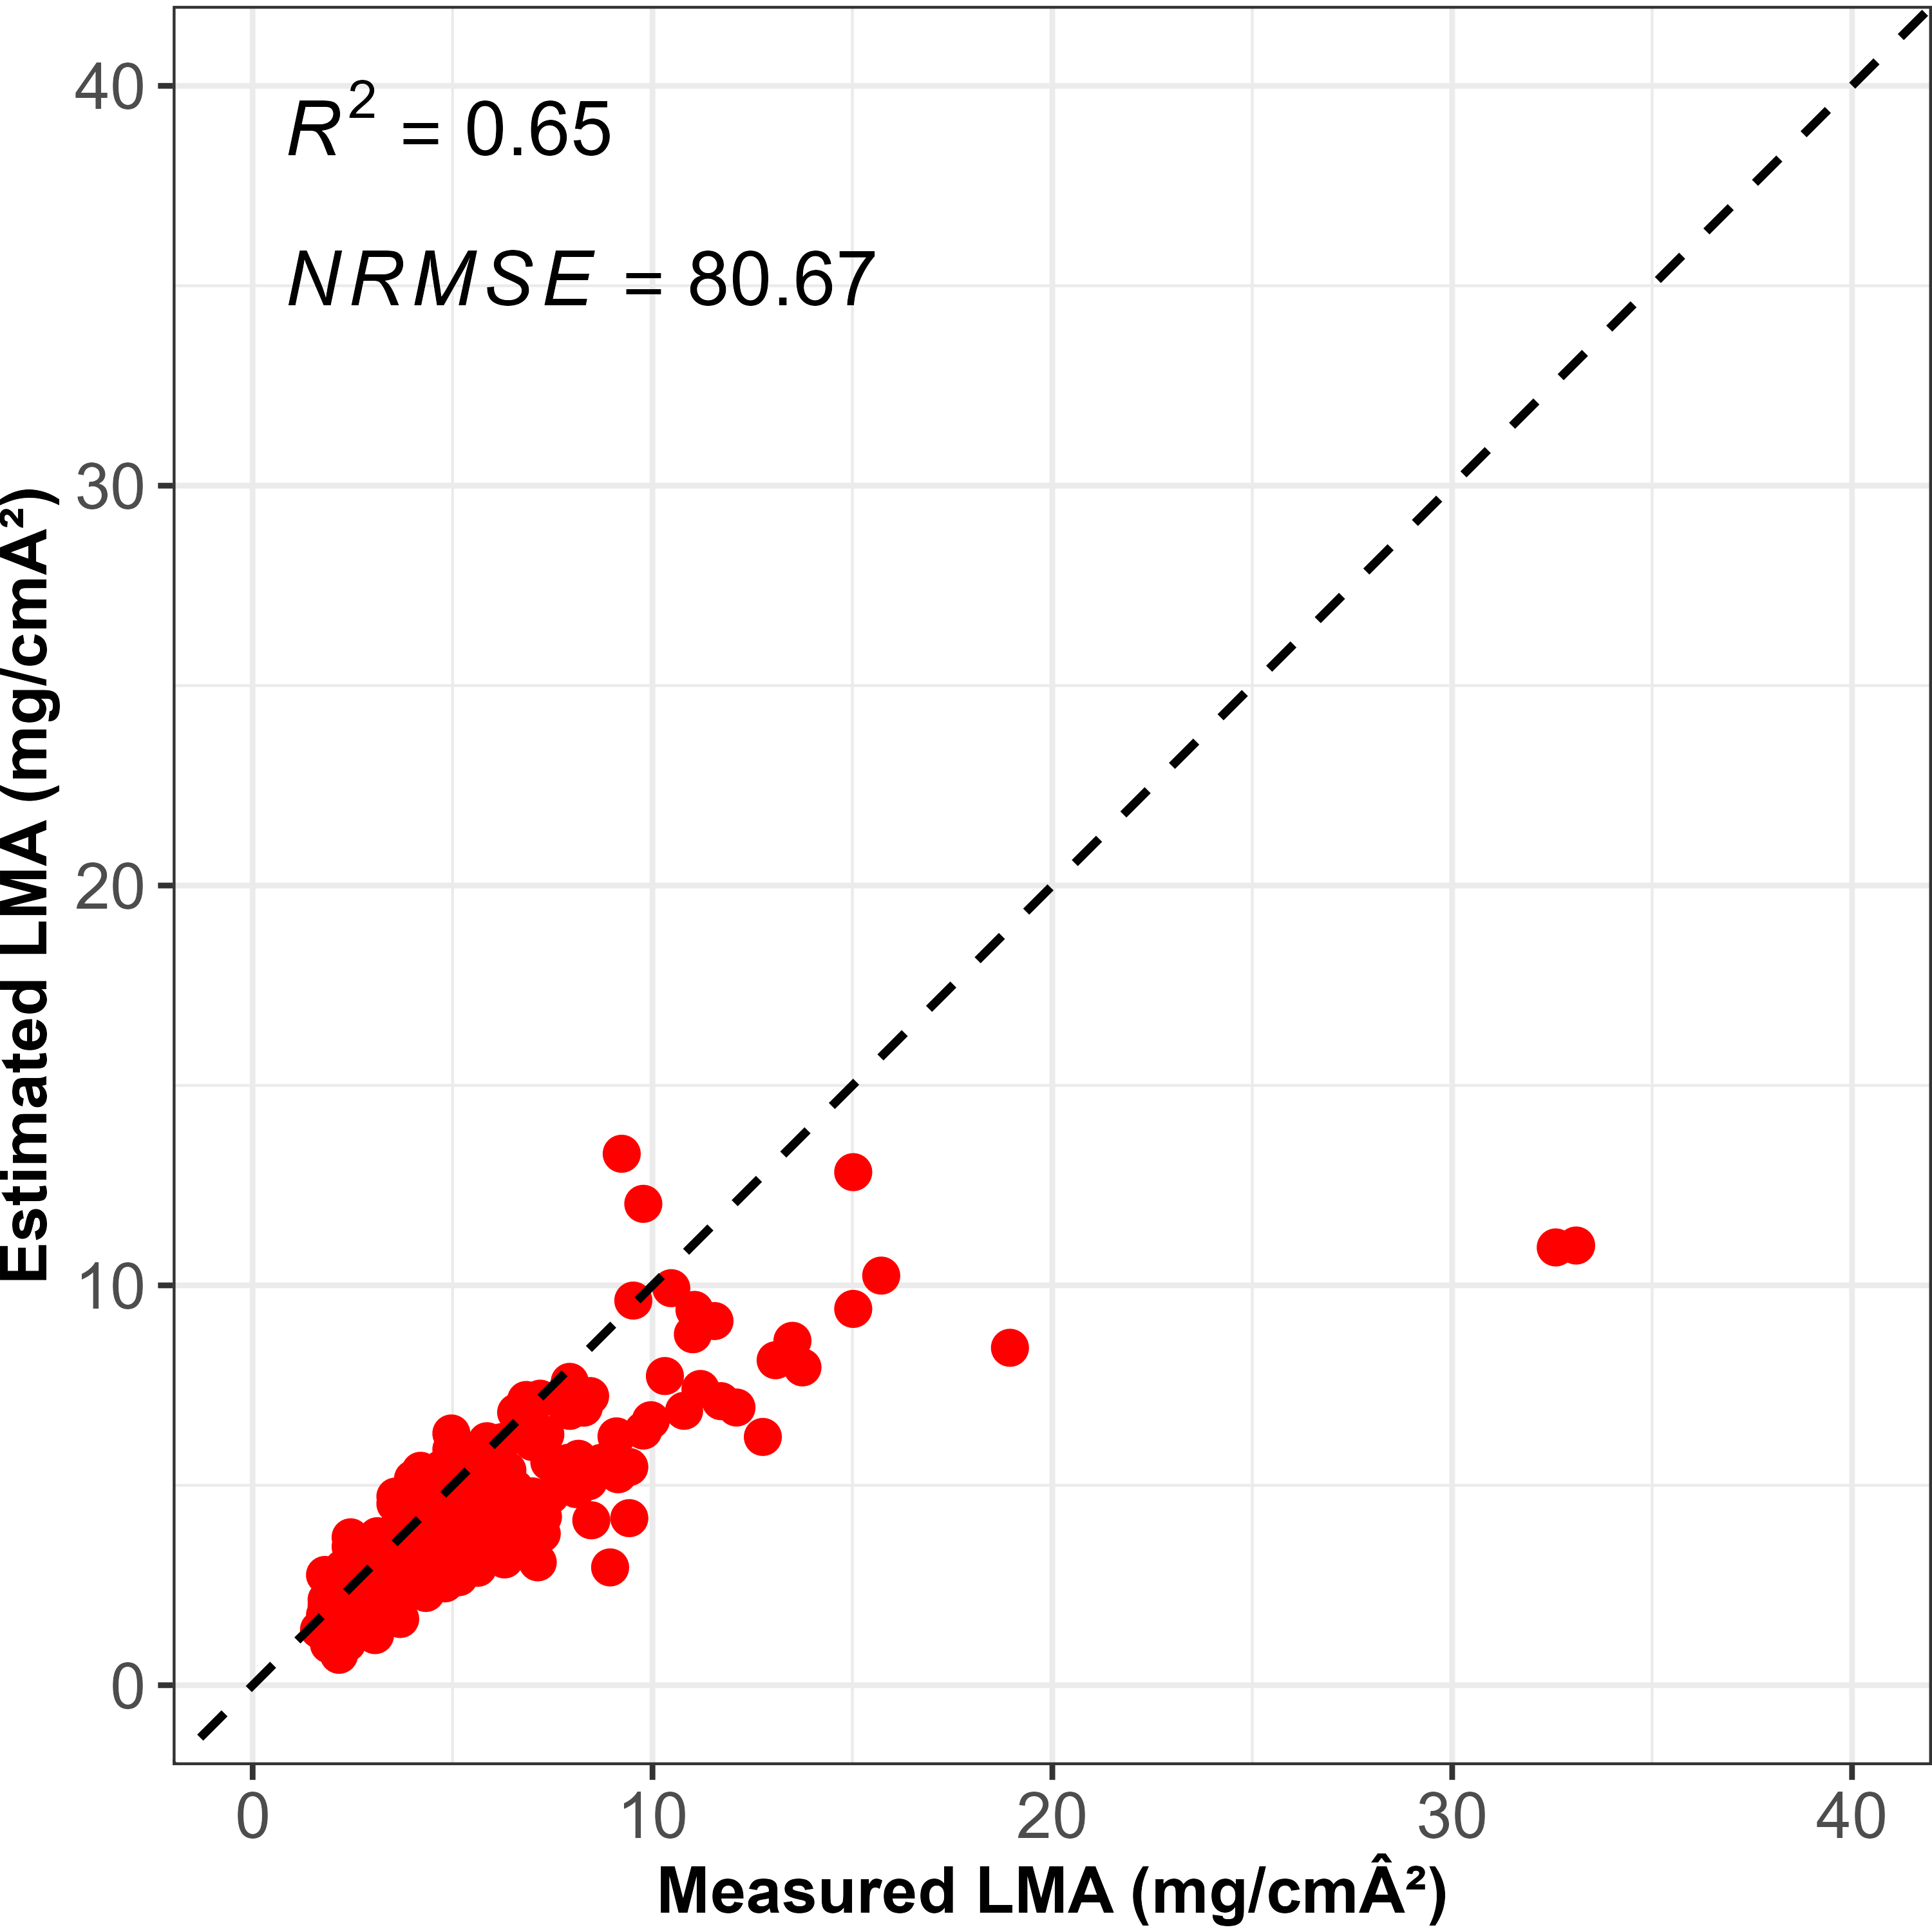 R² = 0.65
NRMSE = 80.67
Estimated LMA (mg/cmÂ²)
40
30
20
10
0
0
10
20
30
40
Measured LMA (mg/cmÂ²)